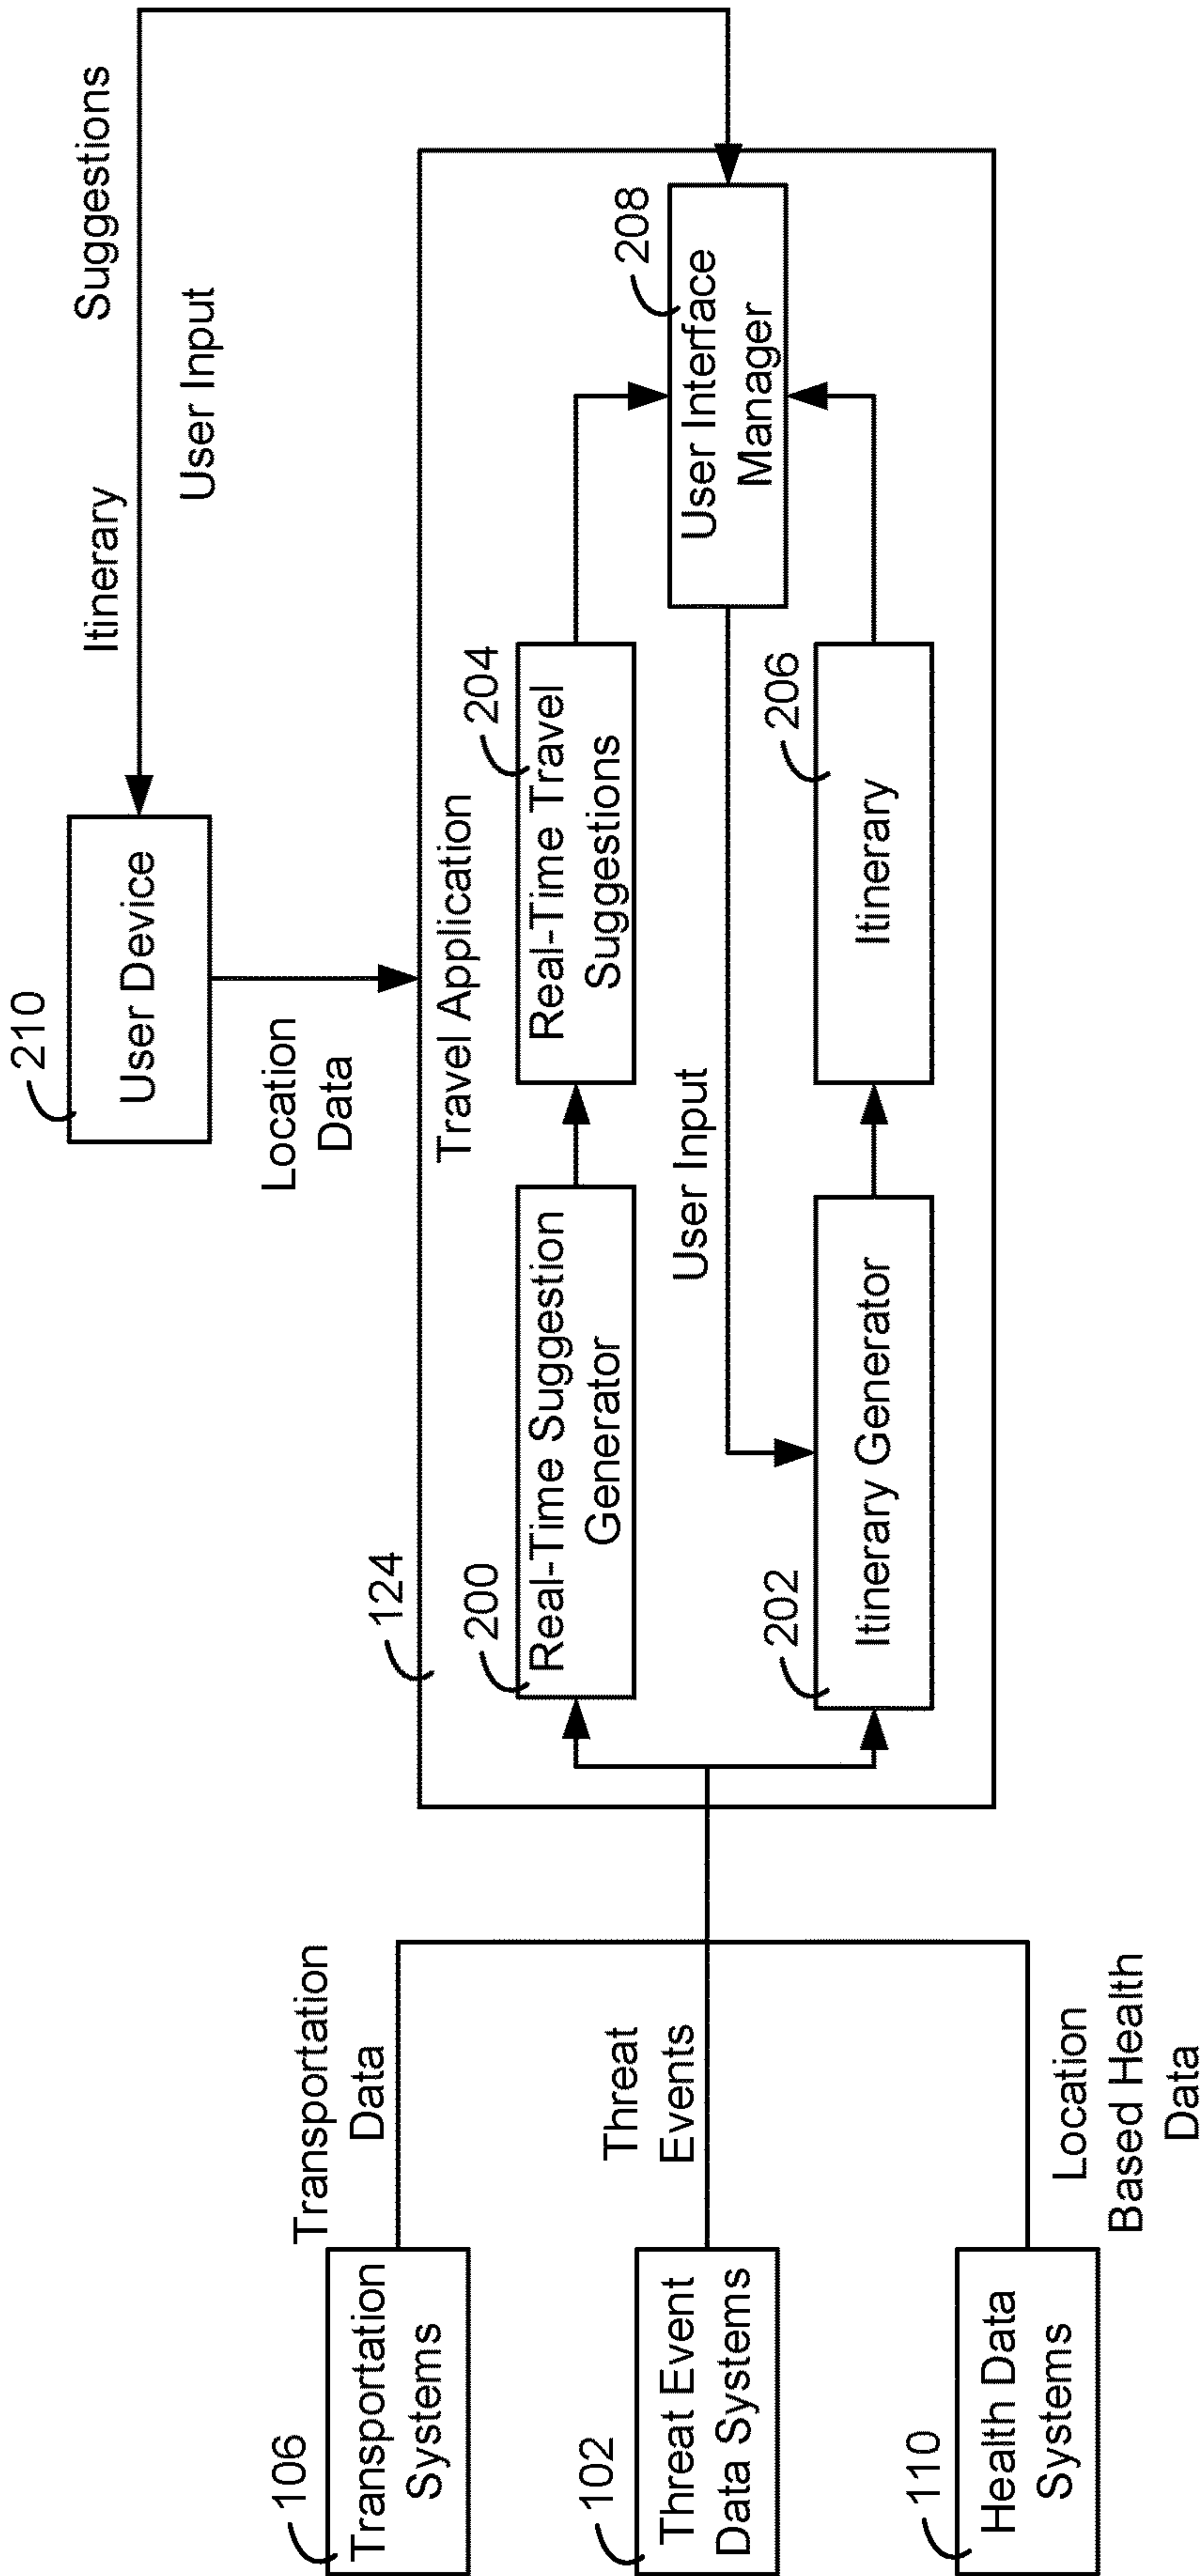 210
User Device
Itinerary
Suggestions
User Input
Location
Data
124
Travel Application
106
Transportation
Systems
Transportation
Data
102
Threat Event
Data Systems
Threat
Events
110
Health Data
Systems
Location
Based Health
Data
200
Real-Time Suggestion
Generator
204
Real-Time Travel
Suggestions
User Input
208
User Interface
Manager
202
Itinerary Generator
206
Itinerary